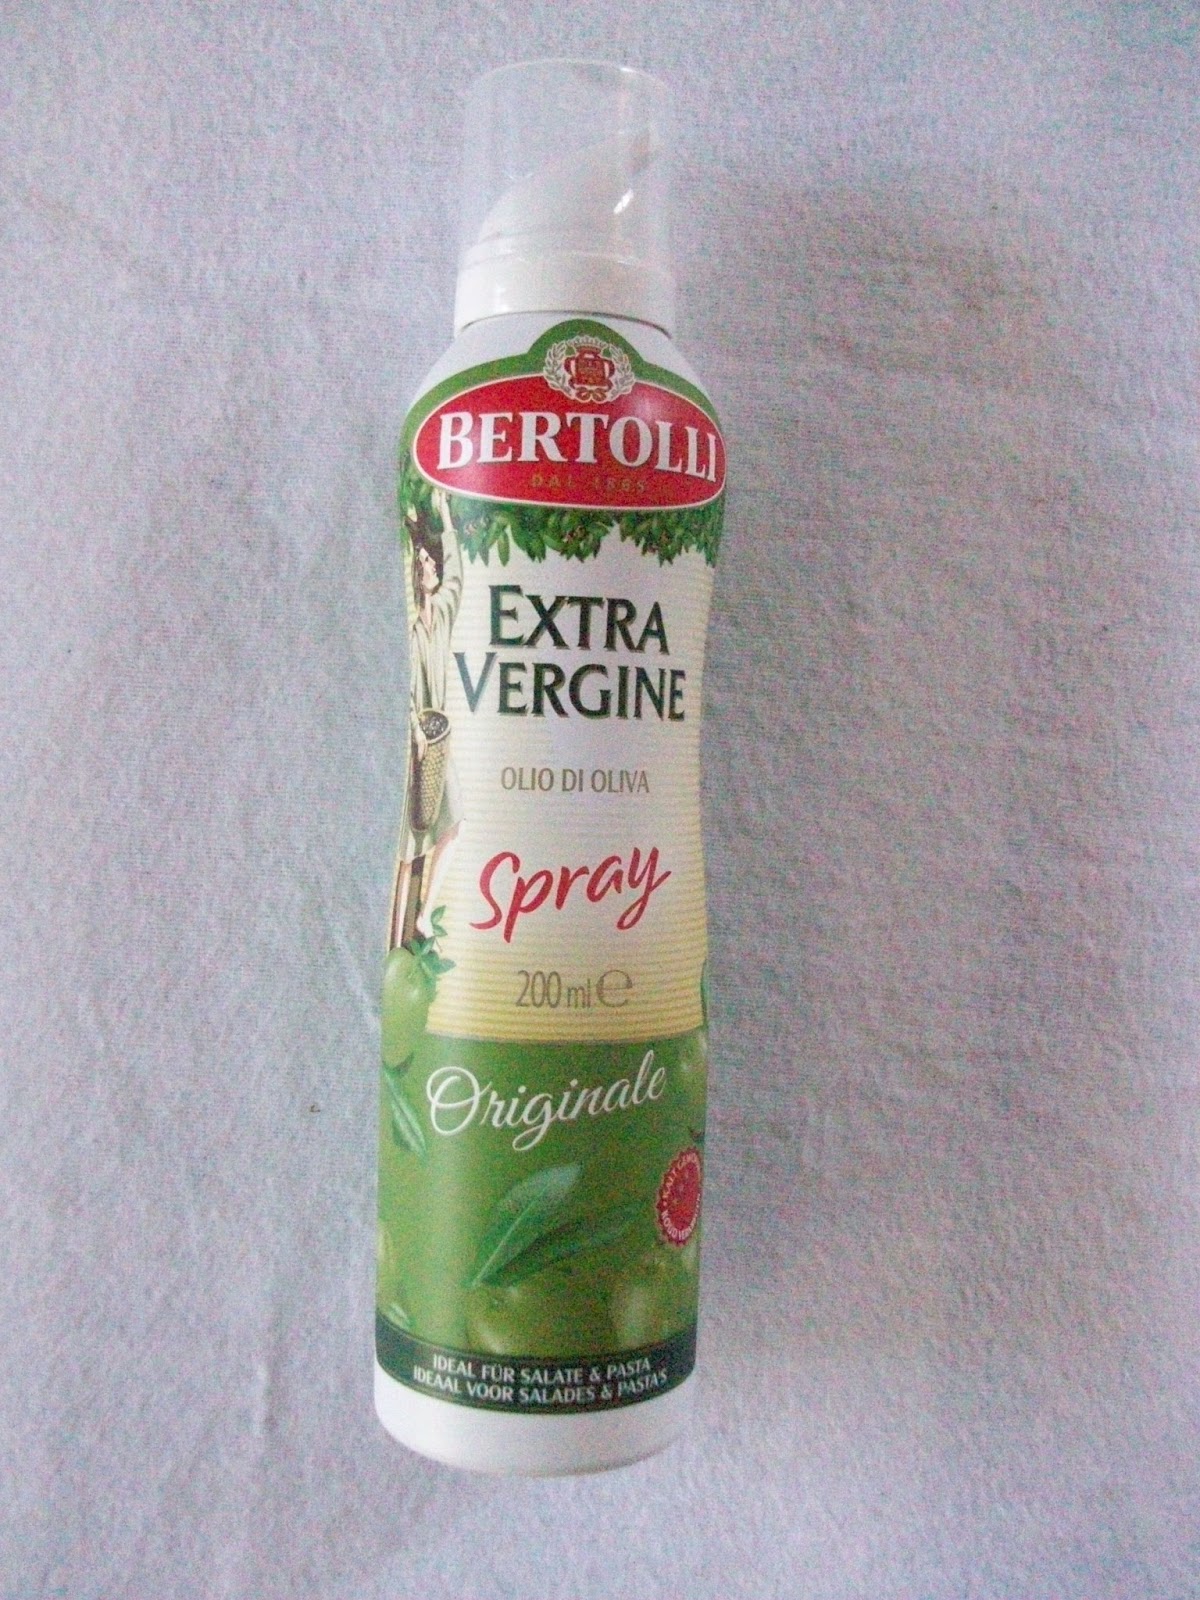 BERTOLLI
DAL 1865
EXTRA
VERGINE
OLIO DI OLIVA
Spray
200 ml ℮
Originale
IDEAL FÜR SALATE & PASTA
IDEAAL VOOR SALADES & PASTA'S